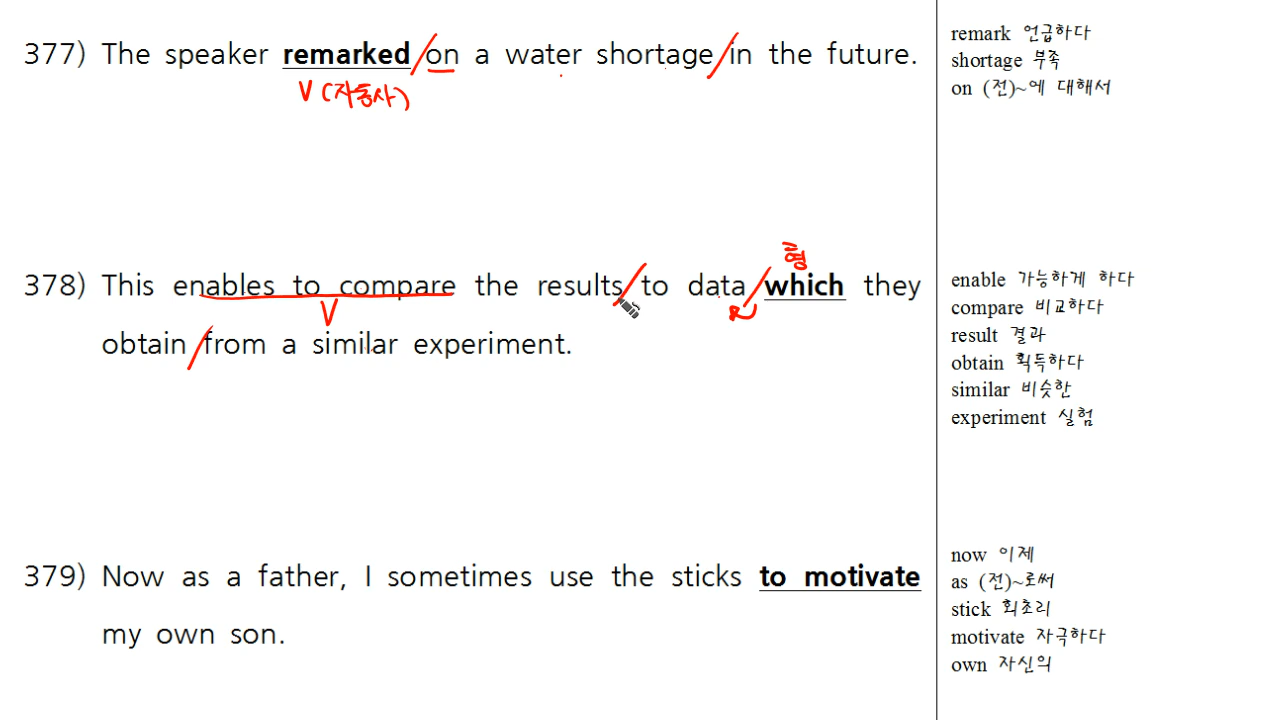 377) The speaker remarked on a water shortage in the future.
V (자동사)
remark 언급하다
shortage 부족
on (전)~에 대해서
형
378) This enables to compare the results to data which they
V
obtain from a similar experiment.
enable 가능하게 하다
compare 비교하다
result 결과
obtain 획득하다
similar 비슷한
experiment 실험
379) Now as a father, I sometimes use the sticks to motivate
my own son.
now 이제
as (전)~로써
stick 회초리
motivate 자극하다
own 자신의